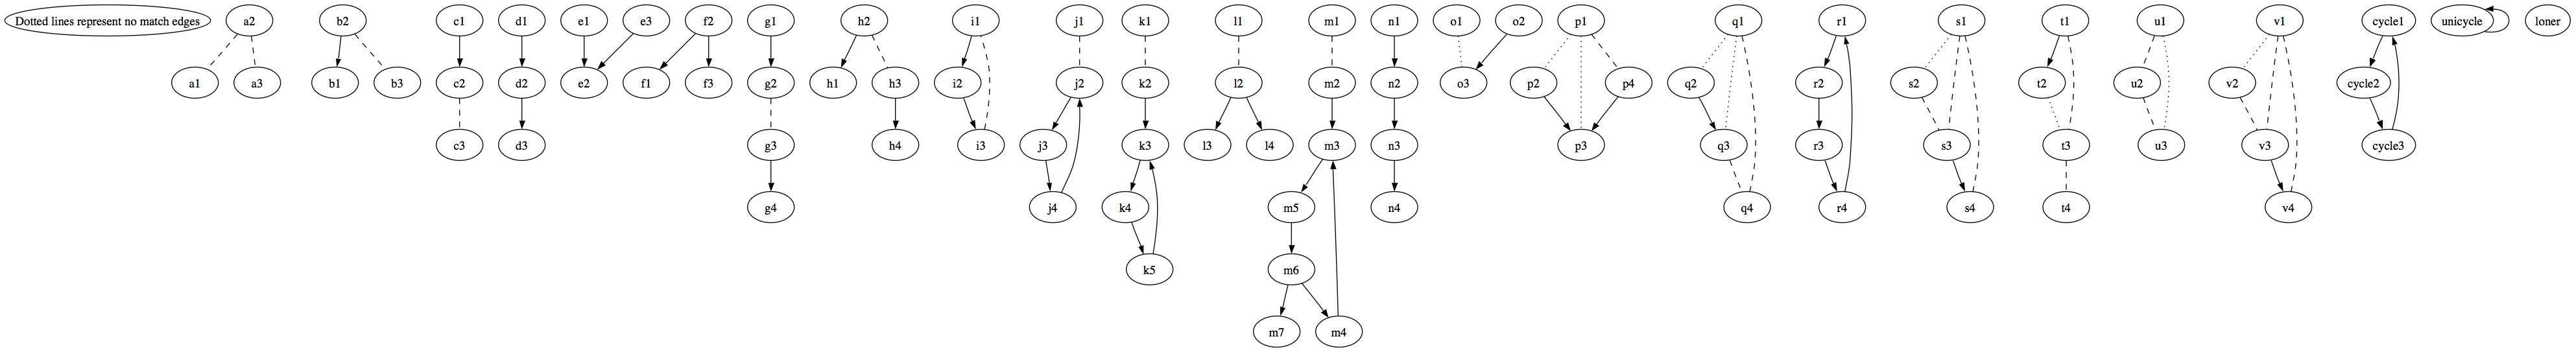 Dotted lines represent no match edges
a2 b2 c1 d1 e1 e3 f2 g1 h2 i1 j1 k1 l1 m1 n1 o1 o2 p1 q1 r1 s1 t1 u1 v1 cycle1 unicycle loner
a1 a3 b1 b3 c2 d2 e2 f1 f3 g2 h1 h3 i2 j2 k2 l2 m2 n2 o3 p2 p4 q2 r2 s2 t2 u2 v2 cycle2
c3 d3 g3 h4 i3 j3 k3 l3 l4 m3 n3 p3 q3 r3 s3 t3 u3 v3 cycle3
g4 j4 k4 m5 n4 q4 r4 s4 t4 v4
k5 m6
m7 m4